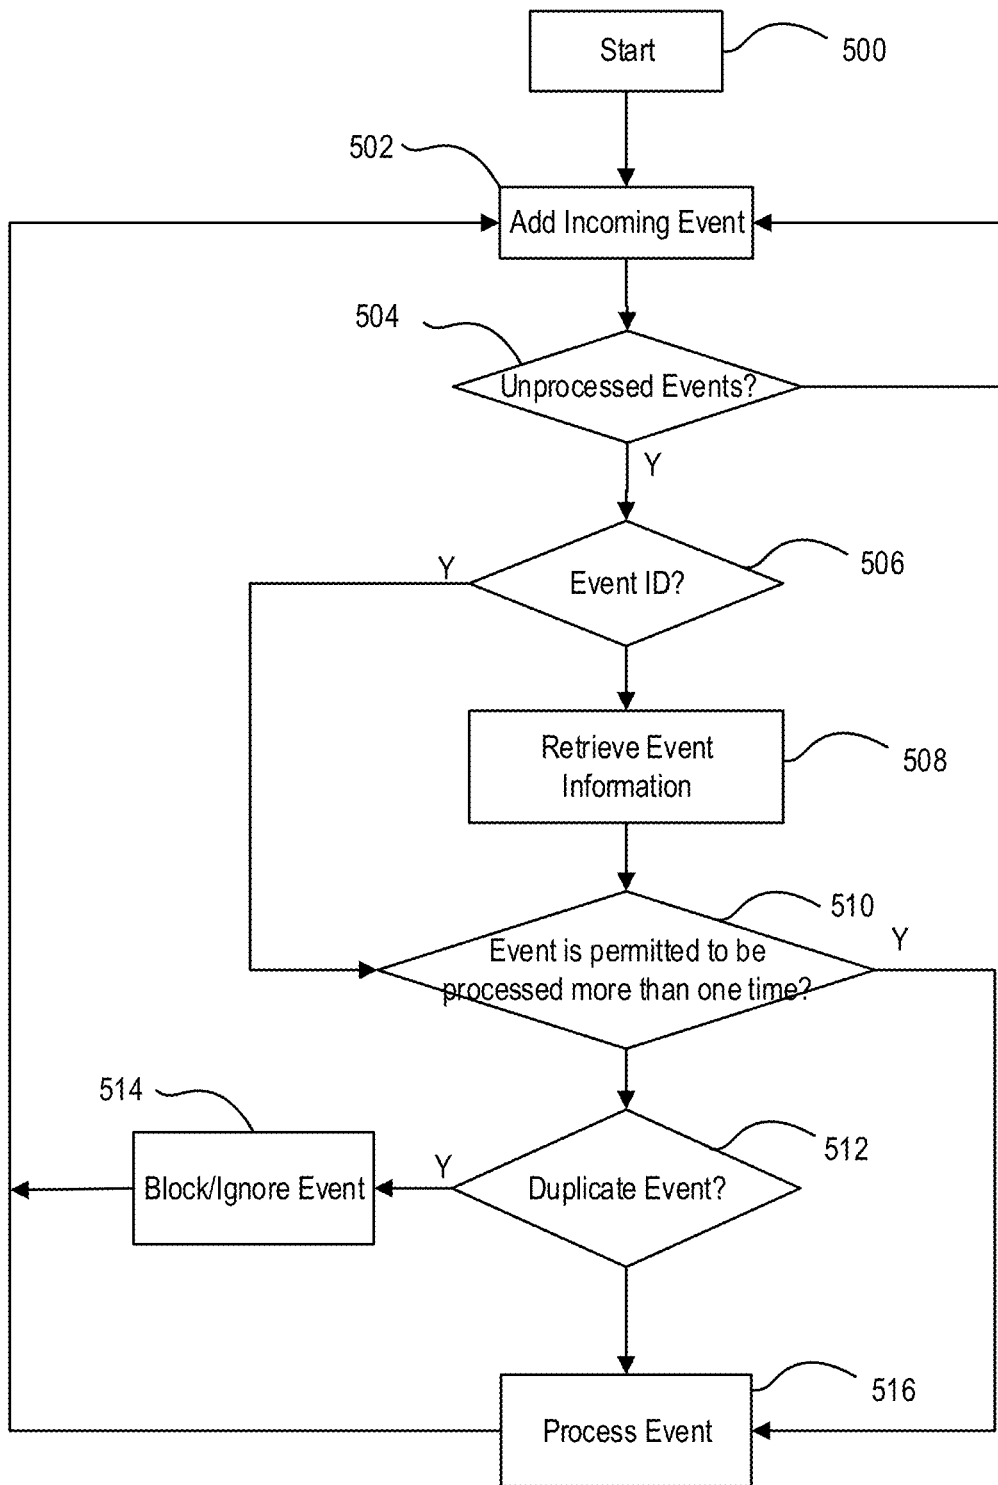 Start
500
502
Add Incoming Event
504
Unprocessed Events?
Y
Y
506
Event ID?
Retrieve Event
Information
508
510
Y
Event is permitted to be
processed more than one time?
514
512
Block/Ignore Event
Y
Duplicate Event?
516
Process Event